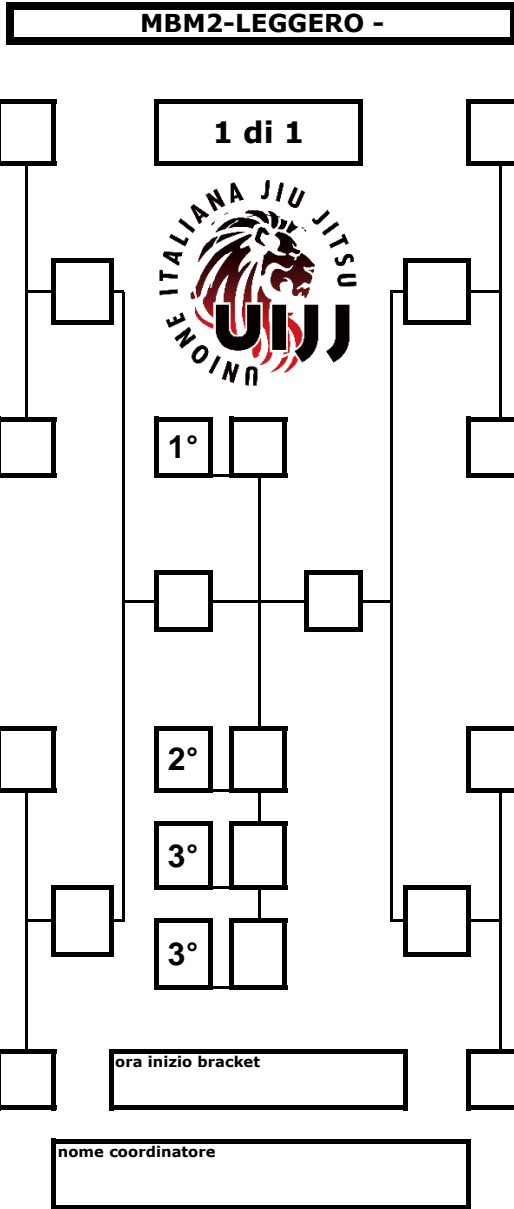 MBM2-LEGGERO -
1 di 1
UNIONE ITALIANA JIU JITSU
UIJJ
1°
2°
3°
3°
ora inizio bracket
nome coordinatore